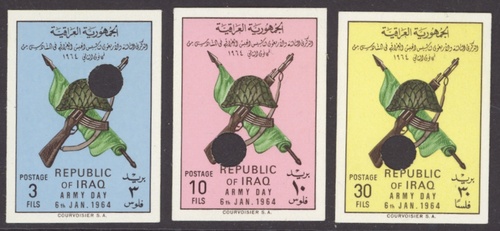 الجمهورية العراقية
١٩٦٤
POSTAGE
3
FILS
REPUBLIC
OF IRAQ
ARMY DAY
6th JAN. 1964
بريد
٣
فلوس
COURVOISIER S. A.
الجمهورية العراقية
١٩٦٤
POSTAGE
10
FILS
REPUBLIC
OF IRAQ
ARMY DAY
6th JAN. 1964
بريد
١٠
فلوس
COURVOISIER S. A.
الجمهورية العراقية
١٩٦٤
POSTAGE
30
FILS
REPUBLIC
OF IRAQ
ARMY DAY
6th JAN. 1964
بريد
٣٠
فلسا
COURVOISIER S. A.